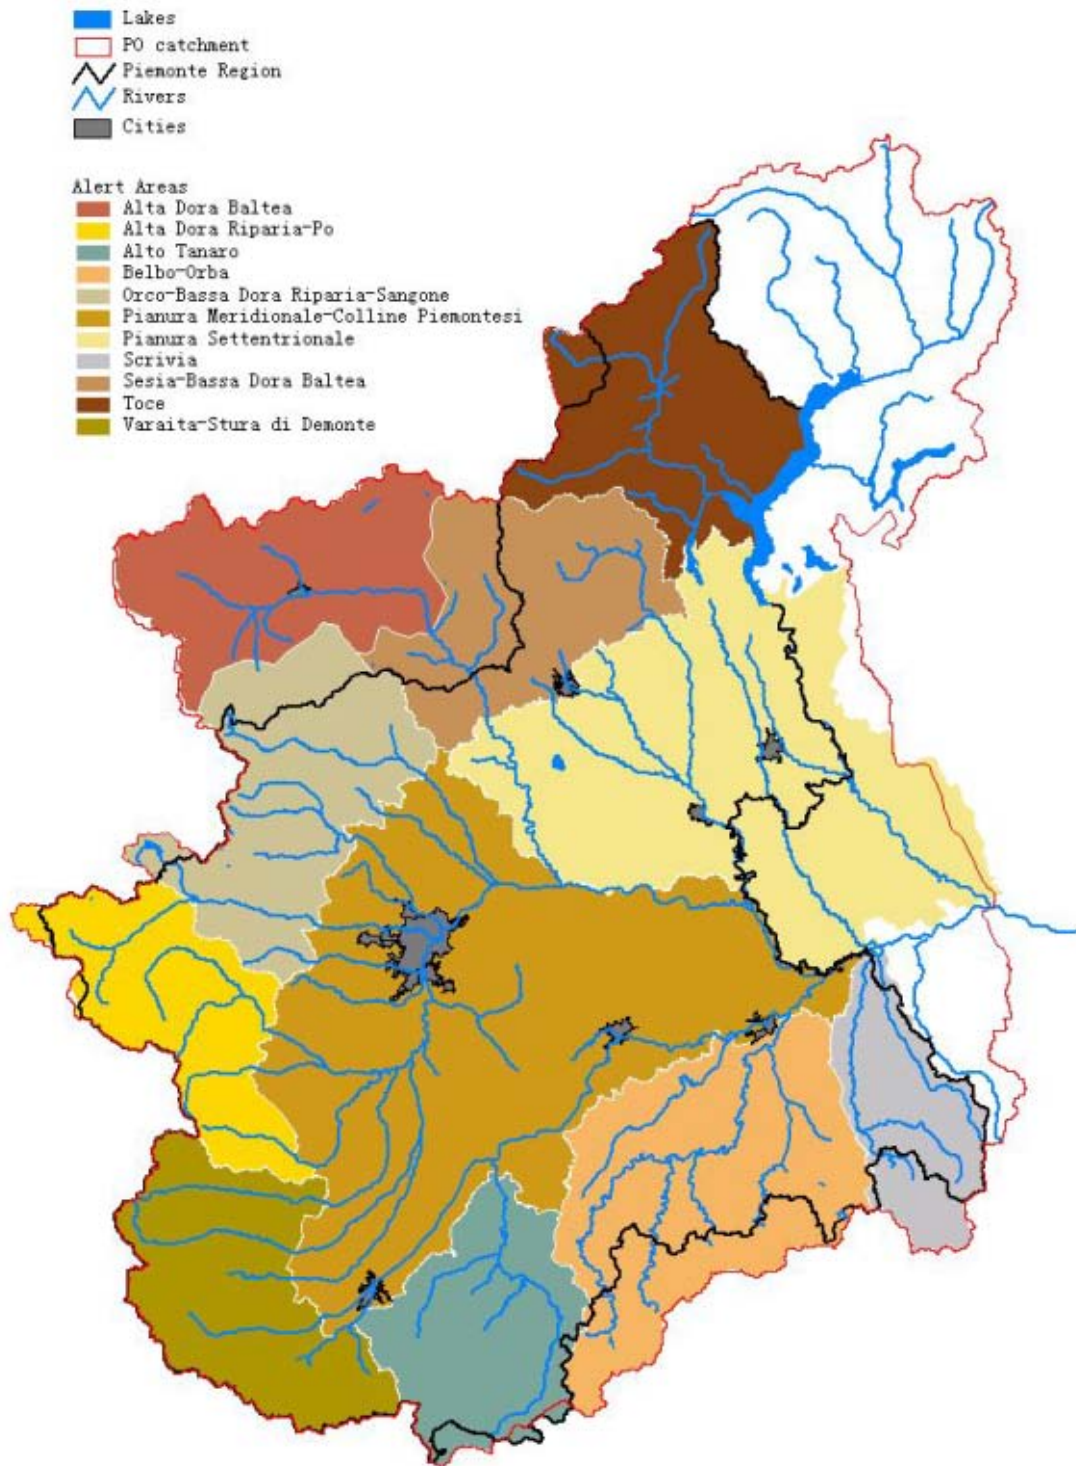 Lakes
PO catchment
Piemonte Region
Rivers
Cities
Alert Areas
Alta Dora Baltea
Alta Dora Riparia-Po
Alto Tanaro
Belbo-Orba
Orco-Bassa Dora Riparia-Sangone
Pianura Meridionale-Colline Piemontesi
Pianura Settentrionale
Scrivia
Sesia-Bassa Dora Baltea
Toce
Varaita-Stura di Demonte